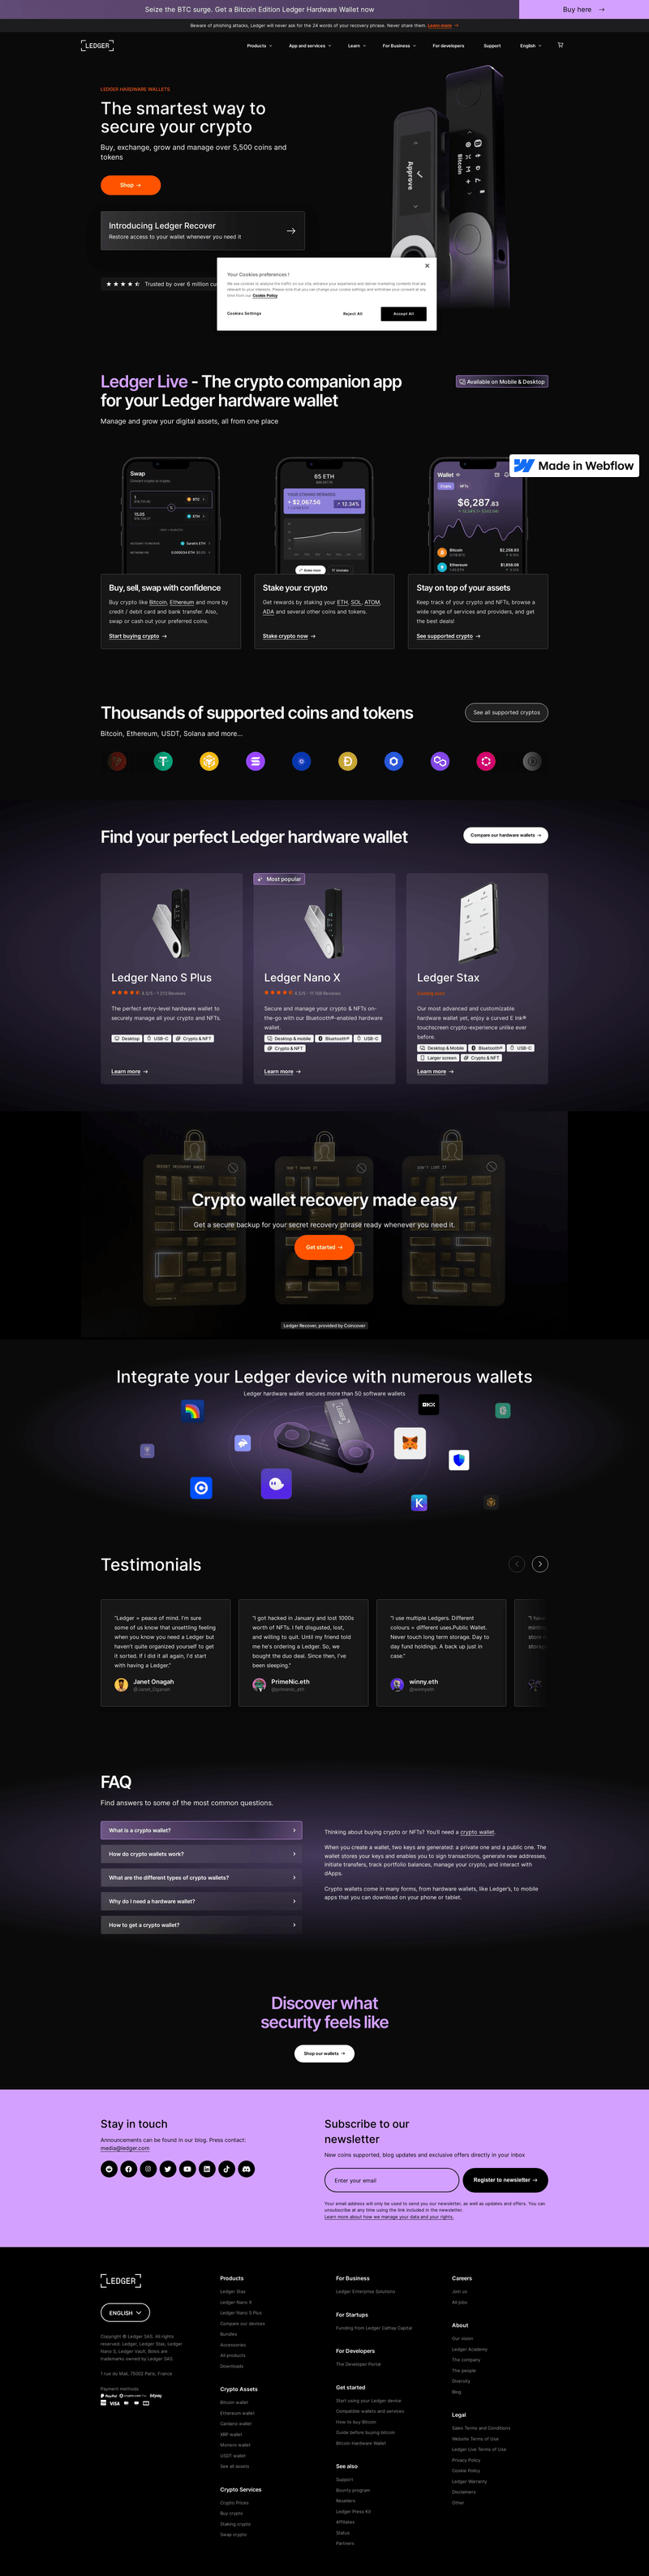 Seize the BTC surge. Get a Bitcoin Edition Ledger Hardware Wallet now
Buy here →
Beware of phishing attacks, Ledger will never ask for the 24 words of your recovery phrase. Never share them. Learn more →
LEDGER
Products
App and services
Learn
For Business
For developers
Support
English
LEDGER HARDWARE WALLETS
The smartest way to
secure your crypto
Buy, exchange, grow and manage over 5,500 coins and
tokens
Shop →
Approve
Bitcoin
Introducing Ledger Recover
Restore access to your wallet whenever you need it
→
Trusted by over 6 million
Your Cookies preferences !
We use cookies to analyse the traffic on our site, enhance your experience and deliver marketing contents that are
relevant to your interests. Please note that you can change your cookie settings and withdraw your consent at any
time from our Cookie Policy
Cookies Settings
Reject All
Accept All
Ledger Live - The crypto companion app
for your Ledger hardware wallet
Available on Mobile & Desktop
Manage and grow your digital assets, all from one place
Made in Webflow
Swap
BTC
15.05
ETH
65 ETH
+ $2,067.56
↗ 12.34%
Wallet
Crypto
NFTs
$6,287.83
Bitcoin
$2,258.83
Ethereum
$1,858.08
Buy, sell, swap with confidence
Buy crypto like Bitcoin, Ethereum and more by
credit / debit card and bank transfer. Also,
swap or cash out your preferred coins.
Start buying crypto →
Stake your crypto
Get rewards by staking your ETH, SOL, ATOM,
ADA and several other coins and tokens.
Stake crypto now →
Stay on top of your assets
Keep track of your crypto and NFTs, browse a
wide range of services and providers, and get
the best deals!
See supported crypto →
Thousands of supported coins and tokens
See all supported cryptos
Bitcoin, Ethereum, USDT, Solana and more...
Find your perfect Ledger hardware wallet
Compare our hardware wallets →
Most popular
Ledger Nano S Plus
The perfect entry-level hardware wallet to
securely manage all your crypto and NFTs.
Desktop
USB-C
Crypto & NFT
Learn more →
Ledger Nano X
Secure and manage your crypto & NFTs on-
the-go with our Bluetooth®-enabled hardware
wallet.
Desktop & mobile
Bluetooth®
USB-C
Crypto & NFT
Learn more →
Ledger Stax
Coming soon
Our most advanced and customizable
hardware wallet yet, enjoy a curved E Ink®
touchscreen crypto-experience unlike ever
before.
Desktop & Mobile
Bluetooth®
USB-C
Larger screen
Crypto & NFT
Learn more →
Crypto wallet recovery made easy
Get a secure backup for your secret recovery phrase ready whenever you need it.
Get started →
Ledger Recover, provided by Coincover
Integrate your Ledger device with numerous wallets
Ledger hardware wallet secures more than 50 software wallets
LEDGER
Testimonials
"Ledger = peace of mind. I'm sure
some of us know that unsettling feeling
when you know you need a Ledger but
haven't quite organized yourself to get
it sorted. If I did it all again, I'd start
with having a Ledger."
Janet Onagah
@Janet_Oganah
"I got hacked in January and lost 1000s
worth of NFTs. I felt disgusted, lost,
and willing to quit. Until my friend told
me he's ordering a Ledger. So, we
bought the duo deal. Since then, I've
been sleeping."
PrimeNic.eth
@primenic_eth
"I use multiple Ledgers. Different
colours = different uses.Public Wallet.
Never touch long term storage. Day to
day fund holdings. A back up just in
case."
winny.eth
@winnyeth
FAQ
Find answers to some of the most common questions.
What is a crypto wallet?
How do crypto wallets work?
What are the different types of crypto wallets?
Why do I need a hardware wallet?
How to get a crypto wallet?
Thinking about buying crypto or NFTs? You'll need a crypto wallet.
When you create a wallet, two keys are generated: a private one and a public one. The
wallet stores your keys and enables you to sign transactions, generate new addresses,
initiate transfers, track portfolio balances, manage your crypto, and interact with
dApps.
Crypto wallets come in many forms, from hardware wallets, like Ledger's, to mobile
apps that you can download on your phone or tablet.
Discover what
security feels like
Shop our wallets →
Stay in touch
Announcements can be found in our blog. Press contact:
media@ledger.com
Subscribe to our
newsletter
New coins supported, blog updates and exclusive offers directly in your inbox
Enter your email
Register to newsletter →
Your email address will only be used to send you our newsletter, as well as updates and offers. You can
unsubscribe at any time using the link included in the newsletter.
Learn more about how we manage your data and your rights.
LEDGER
ENGLISH
Copyright © Ledger SAS. All rights
reserved. Ledger, Ledger Stax, Ledger
Nano S, Ledger Vault, Bolos are
trademarks owned by Ledger SAS
1 rue du Mail, 75002 Paris, France
Payment methods
PayPal
VISA
Products
Ledger Stax
Ledger Nano X
Ledger Nano S Plus
Compare our devices
Bundles
Accessories
All products
Downloads
Crypto Assets
Bitcoin wallet
Ethereum wallet
Cardano wallet
XRP wallet
Monero wallet
USDT wallet
See all assets
Crypto Services
Crypto Prices
Buy crypto
Staking crypto
Swap crypto
For Business
Ledger Enterprise Solutions
For Startups
Funding from Ledger Cathay Capital
For Developers
The Developer Portal
Get started
Start using your Ledger device
Compatible wallets and services
How to buy Bitcoin
Guide before buying bitcoin
Bitcoin Hardware Wallet
See also
Support
Bounty program
Resellers
Ledger Press Kit
Affiliates
Status
Partners
Careers
Join us
All jobs
About
Our vision
Ledger Academy
The company
The people
Diversity
Blog
Legal
Sales Terms and Conditions
Website Terms of Use
Ledger Live Terms of Use
Privacy Policy
Cookie Policy
Ledger Warranty
Disclaimers
Other